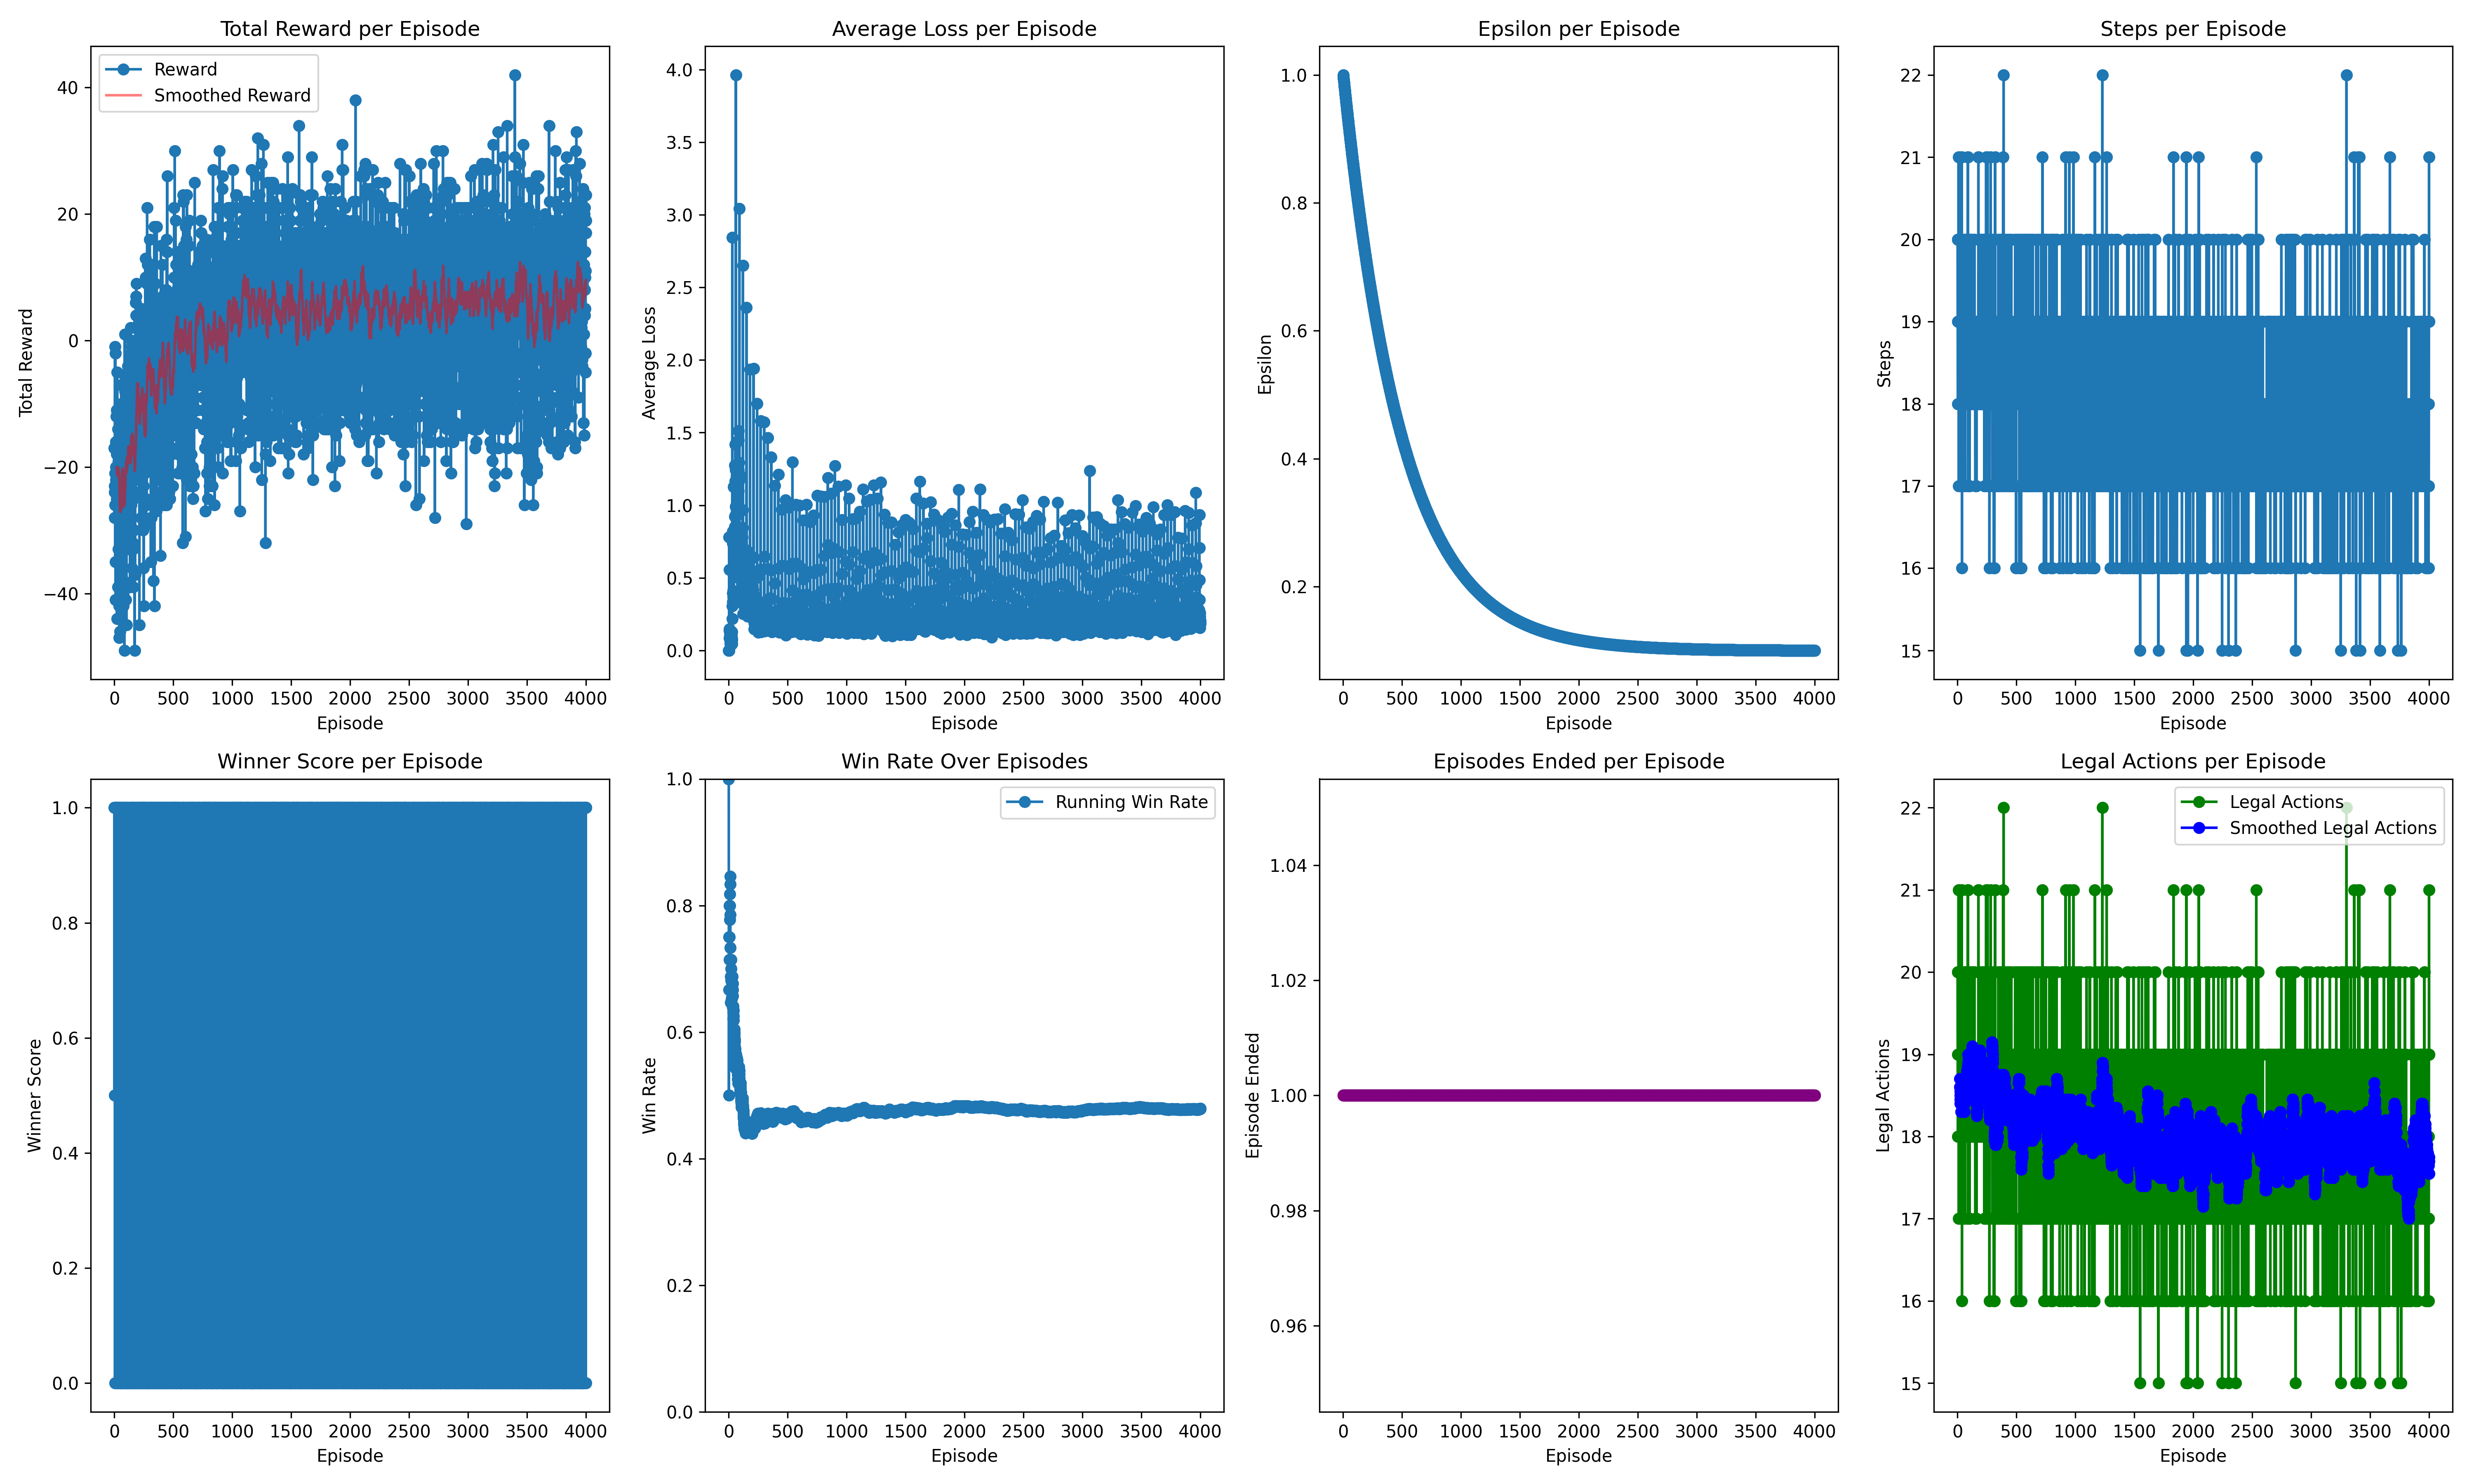 Total Reward per Episode
Reward
Smoothed Reward
40
20
0
−20
−40
Total Reward
0 500 1000 1500 2000 2500 3000 3500 4000
Episode
Average Loss per Episode
4.0
3.5
3.0
2.5
2.0
1.5
1.0
0.5
0.0
Average Loss
0 500 1000 1500 2000 2500 3000 3500 4000
Episode
Epsilon per Episode
1.0
0.8
0.6
0.4
0.2
Epsilon
0 500 1000 1500 2000 2500 3000 3500 4000
Episode
Steps per Episode
22
21
20
19
18
17
16
15
Steps
0 500 1000 1500 2000 2500 3000 3500 4000
Episode
Winner Score per Episode
1.0
0.8
0.6
0.4
0.2
0.0
Winner Score
0 500 1000 1500 2000 2500 3000 3500 4000
Episode
Win Rate Over Episodes
Running Win Rate
1.0
0.8
0.6
0.4
0.2
0.0
Win Rate
0 500 1000 1500 2000 2500 3000 3500 4000
Episode
Episodes Ended per Episode
1.04
1.02
1.00
0.98
0.96
Episode Ended
0 500 1000 1500 2000 2500 3000 3500 4000
Episode
Legal Actions per Episode
Legal Actions
Smoothed Legal Actions
22
21
20
19
18
17
16
15
Legal Actions
0 500 1000 1500 2000 2500 3000 3500 4000
Episode